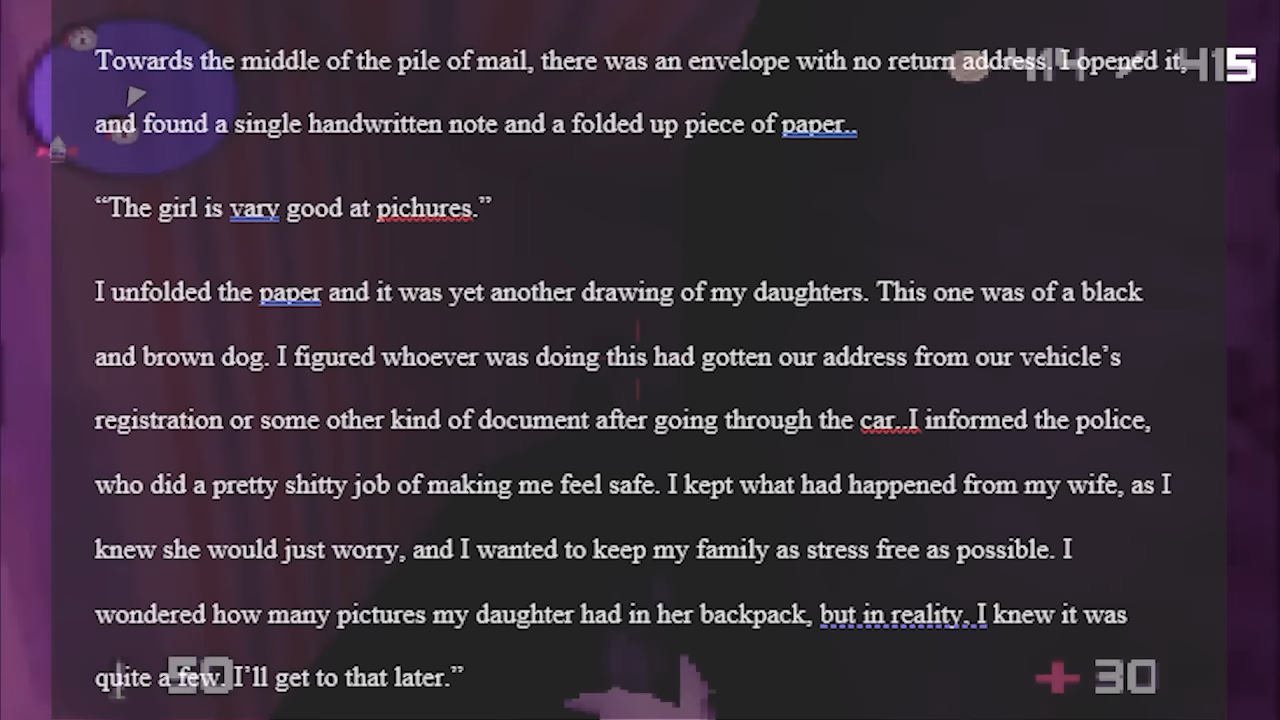 Towards the middle of the pile of mail, there was an envelope with no return address. I opened it,
and found a single handwritten note and a folded up piece of paper..
“The girl is vary good at pichures.”
I unfolded the paper and it was yet another drawing of my daughters. This one was of a black
and brown dog. I figured whoever was doing this had gotten our address from our vehicle’s
registration or some other kind of document after going through the car..I informed the police,
who did a pretty shitty job of making me feel safe. I kept what had happened from my wife, as I
knew she would just worry, and I wanted to keep my family as stress free as possible. I
wondered how many pictures my daughter had in her backpack, but in reality, I knew it was
quite a few. I’ll get to that later.”
414 / 415
50
30